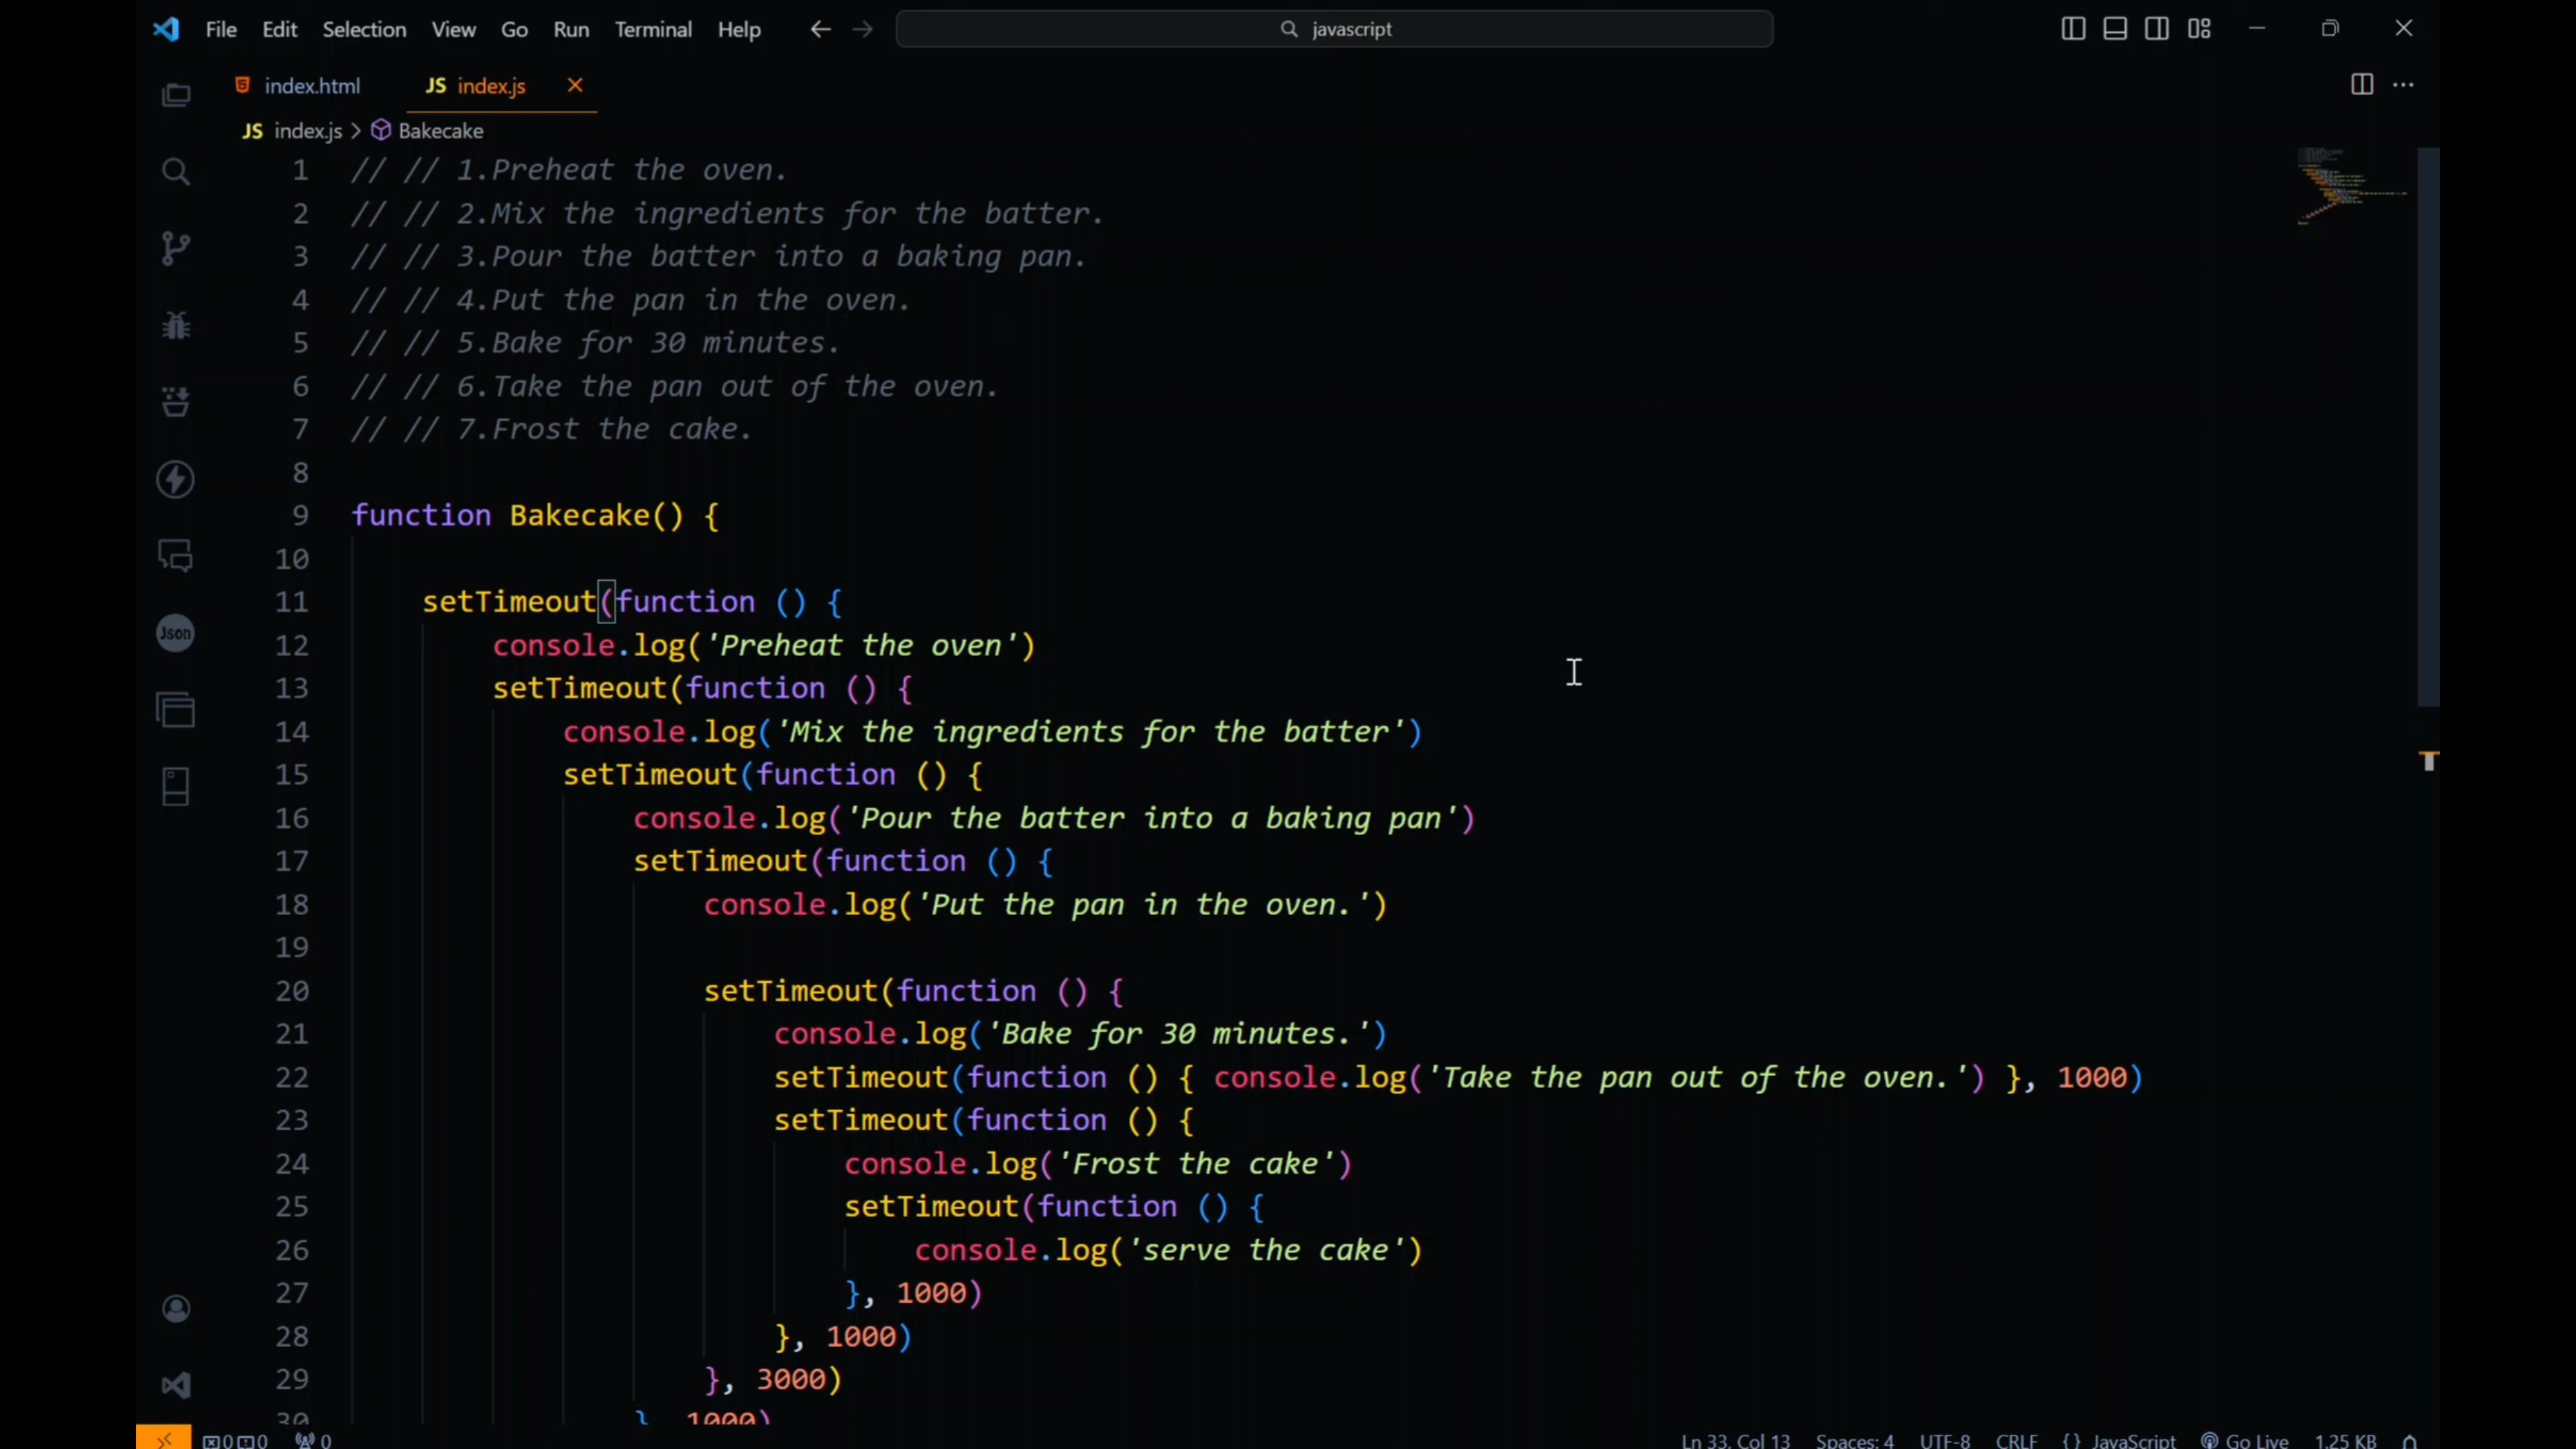 File Edit Selection View Go Run Terminal Help javascript
index.html JS index.js
JS index.js > Bakecake
1 // // 1.Preheat the oven.
2 // // 2.Mix the ingredients for the batter.
3 // // 3.Pour the batter into a baking pan.
4 // // 4.Put the pan in the oven.
5 // // 5.Bake for 30 minutes.
6 // // 6.Take the pan out of the oven.
7 // // 7.Frost the cake.
8
9 function Bakecake() {
10
11 setTimeout(function () {
12 console.log('Preheat the oven')
13 setTimeout(function () {
14 console.log('Mix the ingredients for the batter')
15 setTimeout(function () {
16 console.log('Pour the batter into a baking pan')
17 setTimeout(function () {
18 console.log('Put the pan in the oven.')
19
20 setTimeout(function () {
21 console.log('Bake for 30 minutes.')
22 setTimeout(function () { console.log('Take the pan out of the oven.') }, 1000)
23 setTimeout(function () {
24 console.log('Frost the cake')
25 setTimeout(function () {
26 console.log('serve the cake')
27 }, 1000)
28 }, 1000)
29 }, 3000)
30 }, 1000)
Json
0 0 0 Ln 33, Col 13 Spaces: 4 UTF-8 CRLF {} JavaScript Go Live 1.25 KB